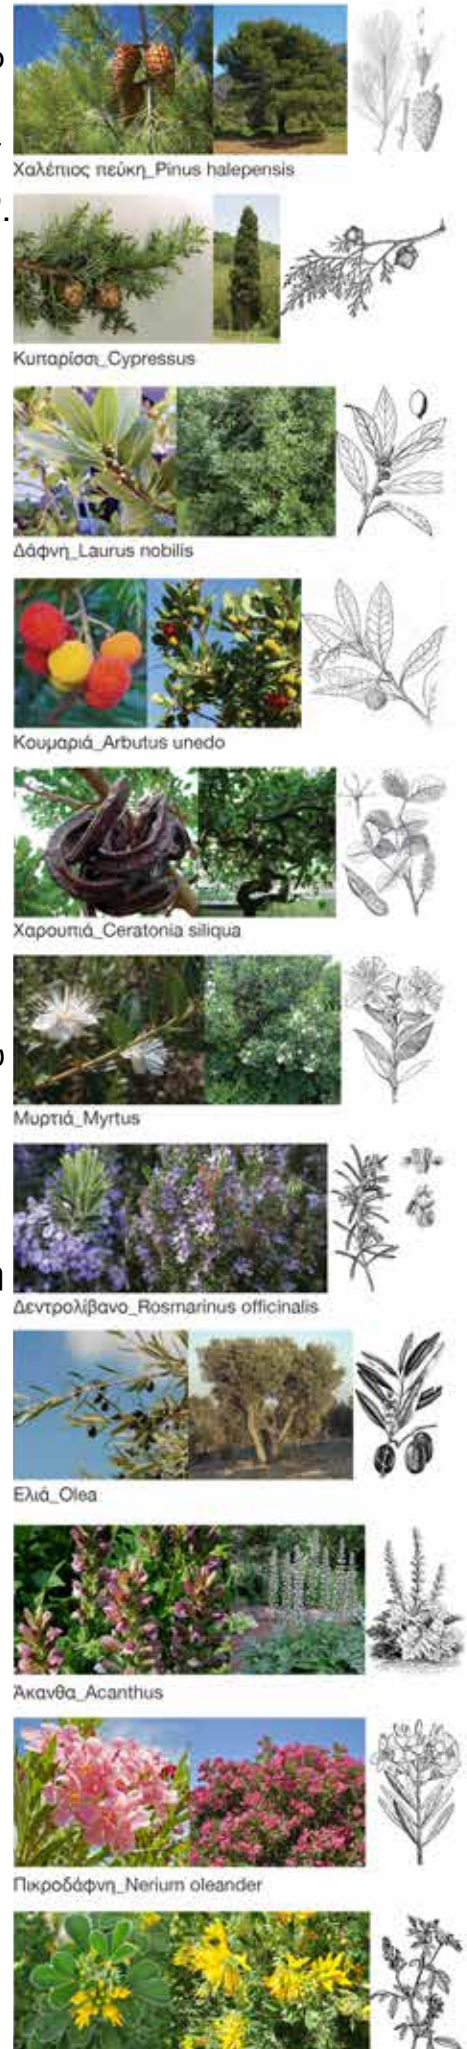 Χαλέπιος πεύκη_Pinus halepensis
Κυπαρίσσι_Cypressus
Δάφνη_Laurus nobilis
Κουμαριά_Arbutus unedo
Χαρουπιά_Ceratonia siliqua
Μυρτιά_Myrtus
Δεντρολίβανο_Rosmarinus officinalis
Ελιά_Olea
Άκανθα_Acanthus
Πικροδάφνη_Nerium oleander